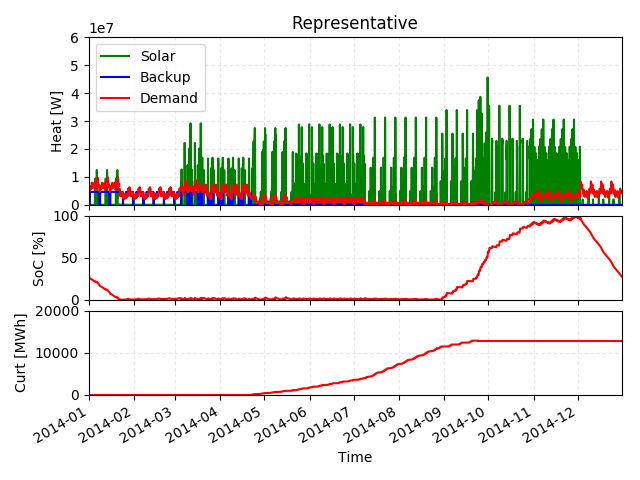 Representative
1e7
Heat [W]
6
5
4
3
2
1
0
Solar
Backup
Demand
SoC [%]
100
50
0
Curt [MWh]
20000
10000
0
2014-01
2014-02
2014-03
2014-04
2014-05
2014-06
2014-07
2014-08
2014-09
2014-10
2014-11
2014-12
Time